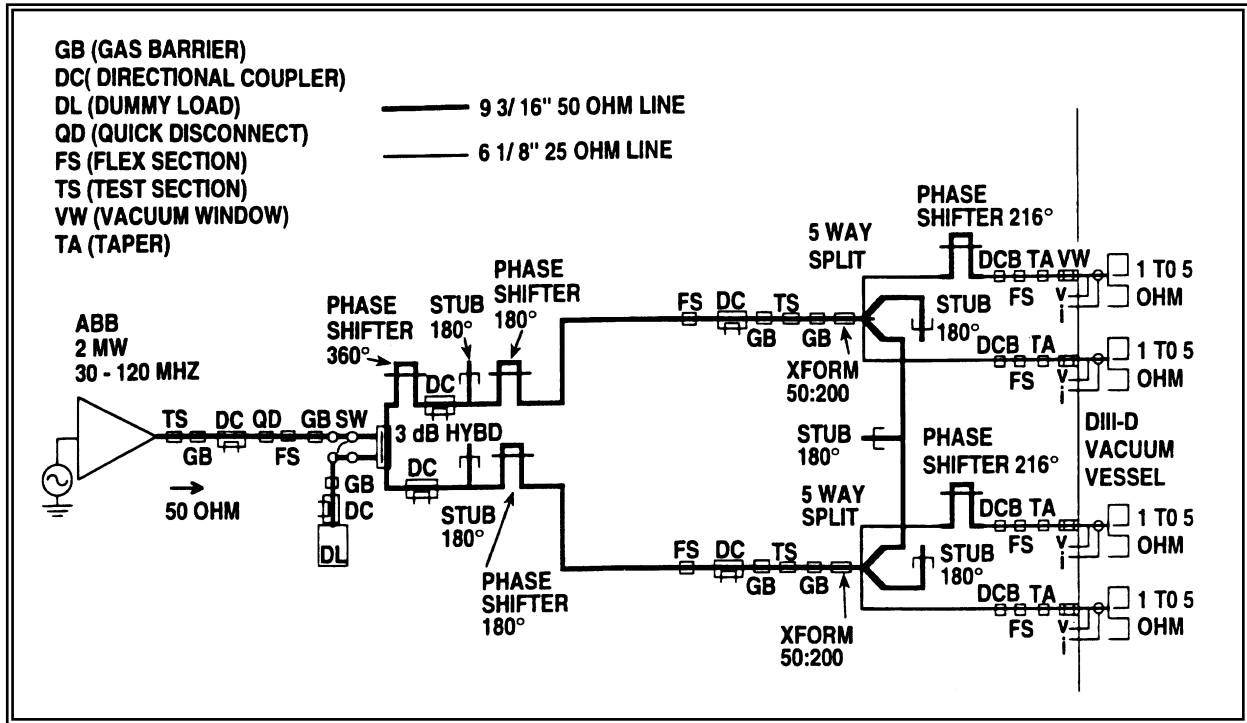 GB (GAS BARRIER)
DC( DIRECTIONAL COUPLER)
DL (DUMMY LOAD)
QD (QUICK DISCONNECT)
FS (FLEX SECTION)
TS (TEST SECTION)
VW (VACUUM WINDOW)
TA (TAPER)
9 3/ 16" 50 OHM LINE
6 1/ 8" 25 OHM LINE
ABB
2 MW
30 - 120 MHZ
TS
GB
DC
QD
FS
GB
SW
50 OHM
GB
DC
DL
PHASE
SHIFTER
360°
STUB
180°
PHASE
SHIFTER
180°
DC
3 dB HYBD
DC
STUB
180°
PHASE
SHIFTER
180°
FS
DC
GB
TS
GB
XFORM
50:200
5 WAY
SPLIT
STUB
180°
PHASE
SHIFTER 216°
DCB TA VW
FS
V
i
1 T0 5
OHM
DCB TA
FS
V
i
1 T0 5
OHM
STUB
180°
DIII-D
VACUUM
VESSEL
FS
DC
GB
TS
GB
XFORM
50:200
5 WAY
SPLIT
STUB
180°
PHASE
SHIFTER 216°
DCB TA
FS
V
i
1 T0 5
OHM
DCB TA
FS
V
i
1 T0 5
OHM